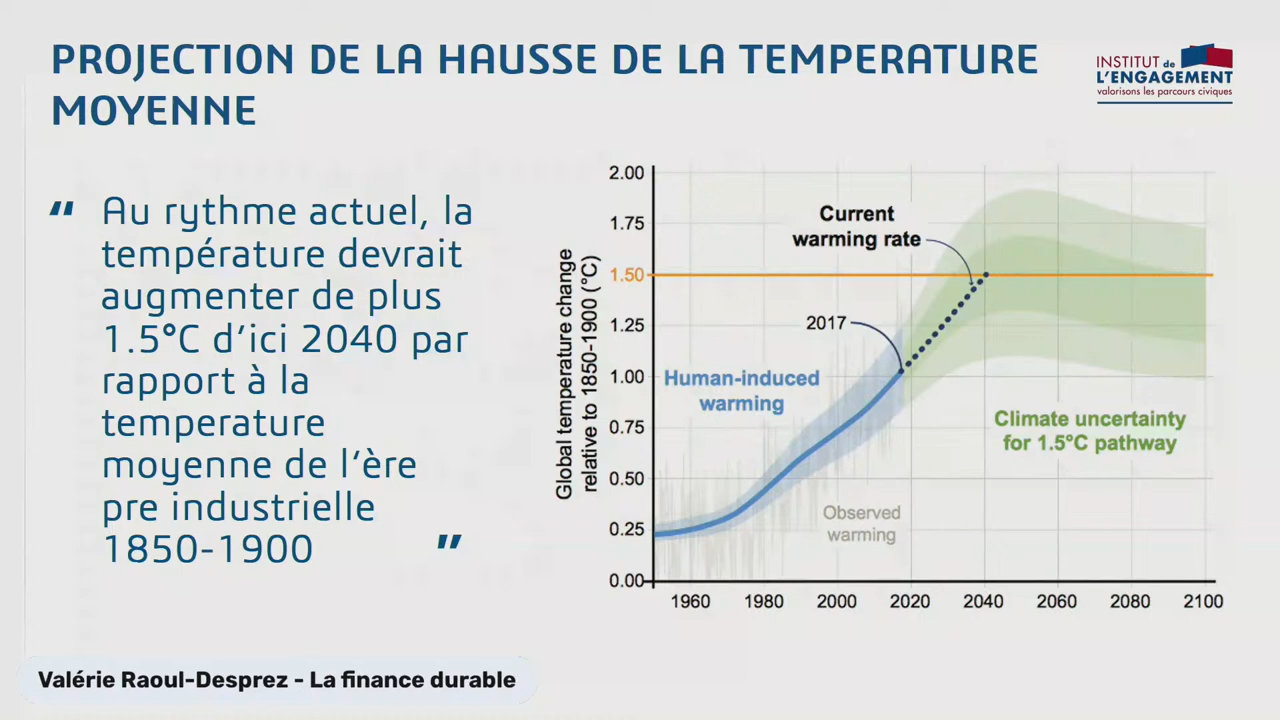 PROJECTION DE LA HAUSSE DE LA TEMPERATURE
MOYENNE
INSTITUT de
L'ENGAGEMENT
valorisons les parcours civiques
“ Au rythme actuel, la
température devrait
augmenter de plus
1.5°C d'ici 2040 par
rapport à la
temperature
moyenne de l'ère
pre industrielle
1850-1900 ”
Global temperature change
relative to 1850-1900 (°C)
2.00
1.75
1.50
1.25
1.00
0.75
0.50
0.25
0.00
Current
warming rate
2017
Human-induced
warming
Climate uncertainty
for 1.5°C pathway
Observed
warming
1960 1980 2000 2020 2040 2060 2080 2100
Valérie Raoul-Desprez - La finance durable